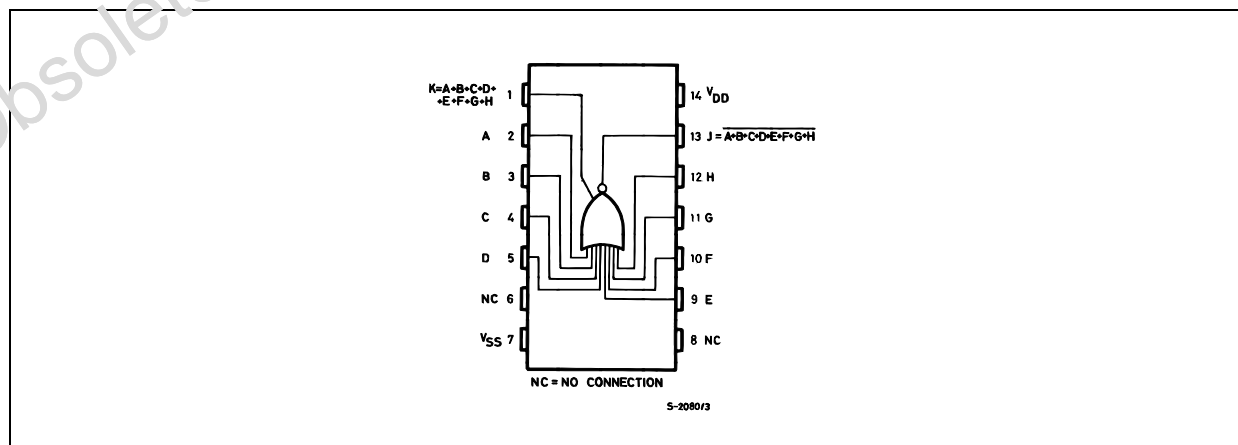 Obsolete
K=A+B+C+D+
+E+F+G+H
1
14 VDD
A 2
13 J = A+B+C+D+E+F+G+H
B 3
12 H
C 4
11 G
D 5
10 F
NC 6
9 E
VSS 7
8 NC
NC = NO CONNECTION
S-2080/3